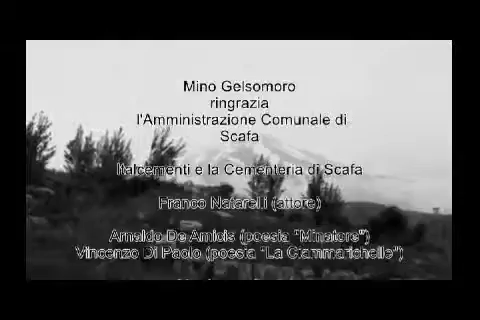 Mino Gelsomoro
ringrazia
l'Amministrazione Comunale di
Scafa
Italcementi e la Cementeria di Scafa
Franco Natarelli (attore)
Arnaldo De Amicis (poesia "Minatore")
Vincenzo Di Paolo (poesia "La Ciammarichelle")